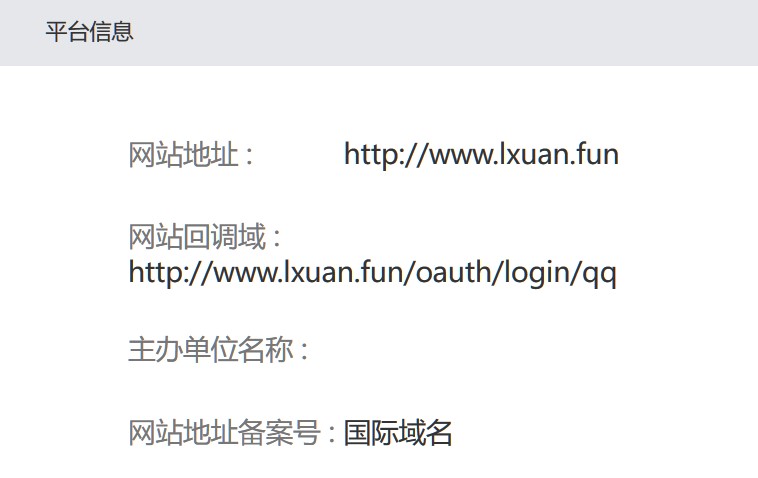 平台信息
网站地址： http://www.lxuan.fun
网站回调域：
http://www.lxuan.fun/oauth/login/qq
主办单位名称：
网站地址备案号：国际域名